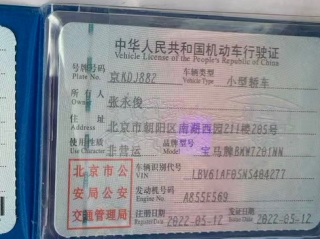 中华人民共和国机动车行驶证
Vehicle License of the People's Republic of China
号牌号码 京KDJ882 车辆类型 小型轿车
Plate No. Vehicle Type
所有人 张永俊
Owner
住址 北京市朝阳区南湖西园211楼205号
Address
使用性质 非营运 品牌型号 宝马牌BMW7201NN
Use Character Model
北京市公
安局公安
交通管理局
车辆识别代号 LBV61AF05NS484277
VIN
发动机号码 A855E569
Engine No.
注册日期 2022-05-12 发证日期 2022-05-12
Register Date Issue Date